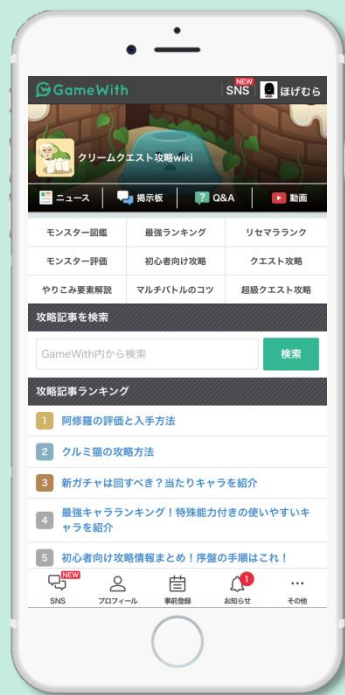 GameWith
NEW
SNS
ほげむら
クリームクエスト攻略wiki
ニュース
掲示板
Q&A
動画
モンスター図鑑
最強ランキング
リセマラランク
モンスター評価
初心者向け攻略
クエスト攻略
やりこみ要素解説
マルチバトルのコツ
超級クエスト攻略
攻略記事を検索
GameWith内から検索
検索
攻略記事ランキング
1 阿修羅の評価と入手方法
2 クルミ猫の攻略方法
3 新ガチャは回すべき？当たりキャラを紹介
4 最強キャラランキング！特殊能力付きの使いやすいキ
ャラを紹介
5 初心者向け攻略情報まとめ！序盤の手順はこれ！
NEW
1
SNS
プロフィール
事前登録
お知らせ
その他